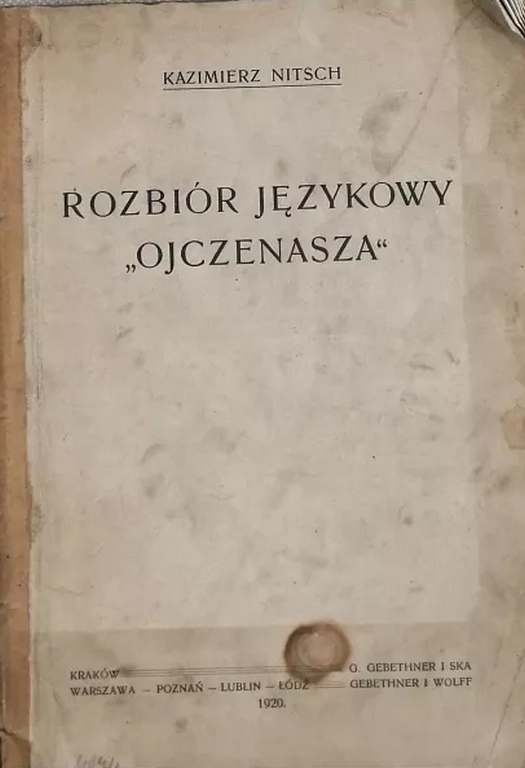 KAZIMIERZ NITSCH
ROZBIÓR JĘZYKOWY
„OJCZENASZA“
KRAKÓW G. GEBETHNER I SKA
WARSZAWA – POZNAŃ – LUBLIN – ŁÓDŹ GEBETHNER I WOLFF
1920.